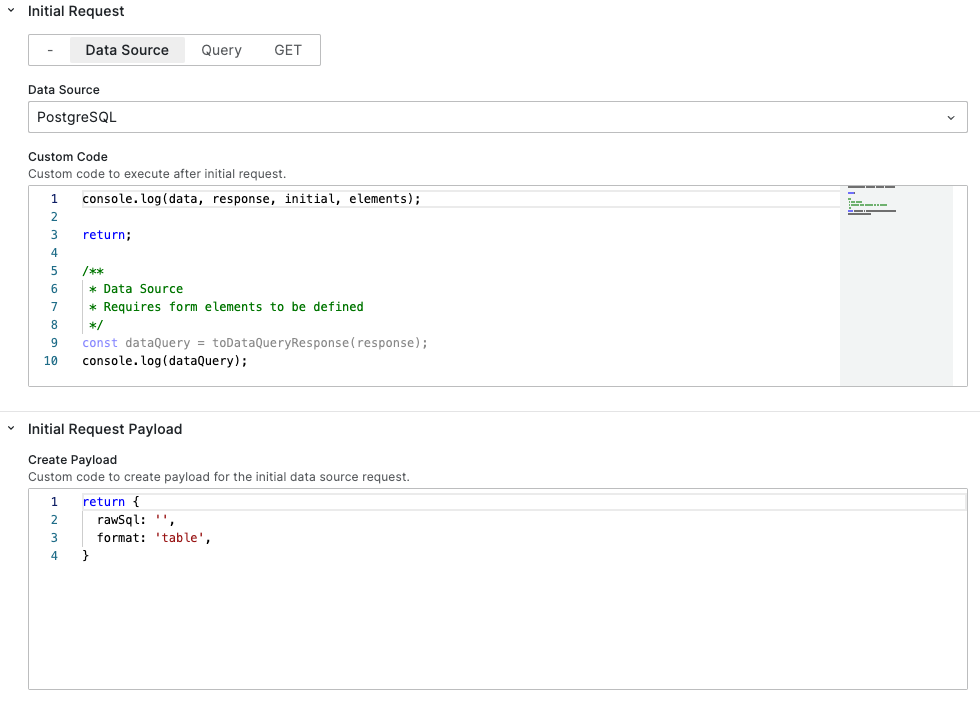 Initial Request
- Data Source Query GET
Data Source
PostgreSQL
Custom Code
Custom code to execute after initial request.
1 console.log(data, response, initial, elements);
2
3 return;
4
5 /**
6 * Data Source
7 * Requires form elements to be defined
8 */
9 const dataQuery = toDataQueryResponse(response);
10 console.log(dataQuery);
Initial Request Payload
Create Payload
Custom code to create payload for the initial data source request.
1 return {
2 rawSql: '',
3 format: 'table',
4 }